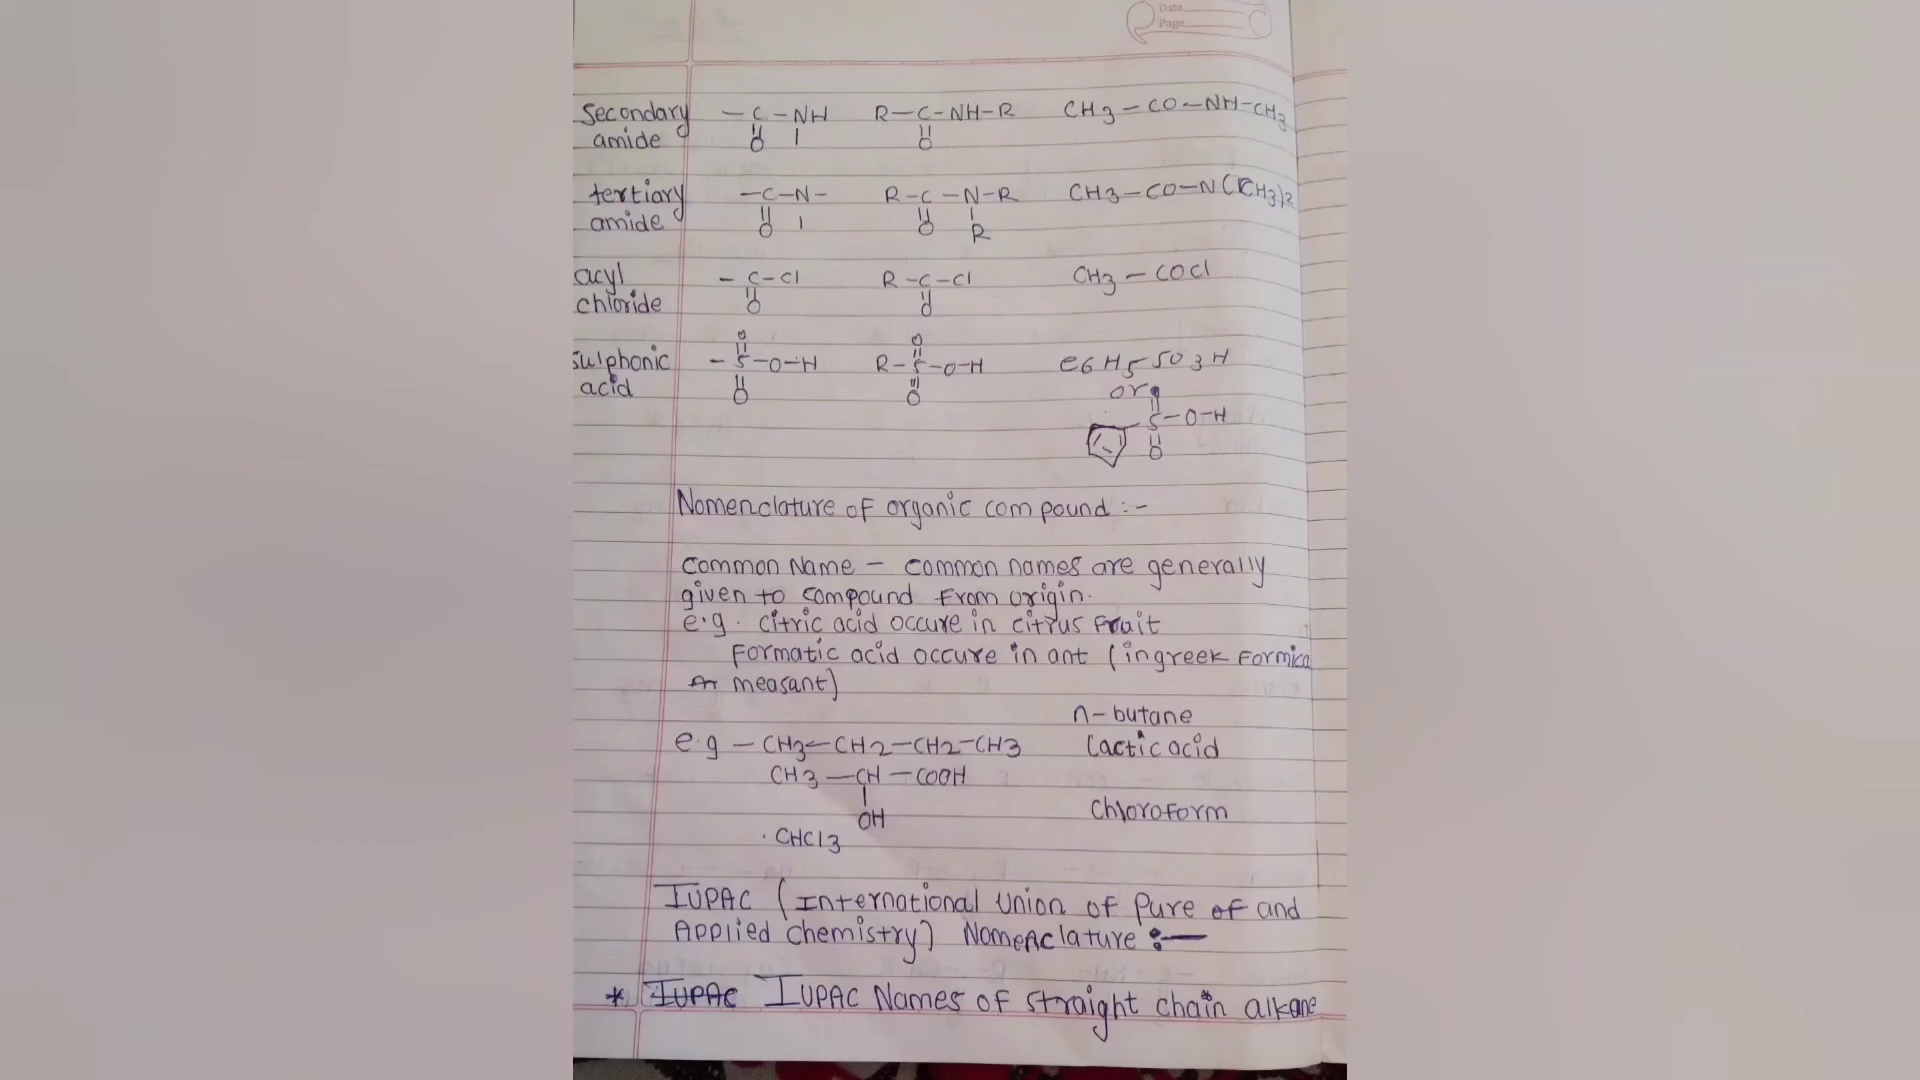 Date
Page
Secondary –C–NH R–C–NH–R CH3–CO–NH–CH3
amide O | O
tertiary –C–N– R–C–N–R CH3–CO–N(CH3)2
amide O | O R
acyl –C–Cl R–C–Cl CH3–COCl
chloride O O
O O
sulphonic –S–O–H R–S–O–H C6H5SO3H
acid O O or O
S–O–H
O
Nomenclature of organic compound :-
Common Name – common names are generally
given to compound from origin.
e.g. citric acid occure in citrus fruit
Formatic acid occure in ant (ingreek Formica
measant)
n-butane
e.g – CH3–CH2–CH2–CH3 Lactic acid
CH3–CH–COOH
Chloroform
OH
. CHCl3
IUPAC (International Union of Pure of and
Applied chemistry) Nomenclature :—
* IUPAC IUPAC Names of straight chain alkane